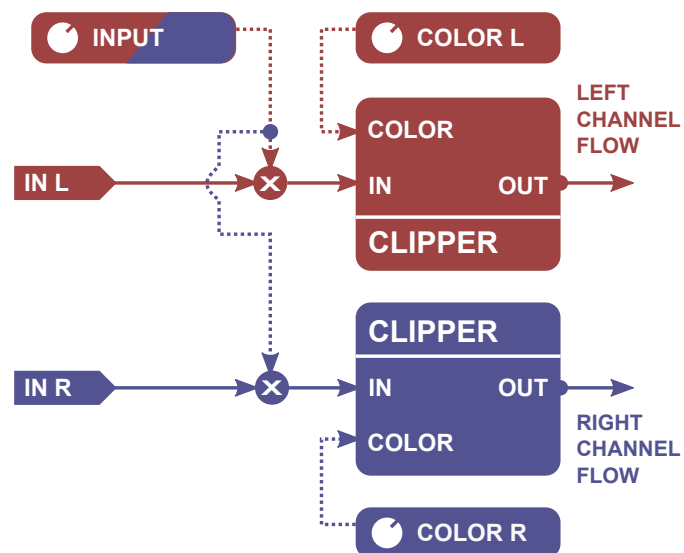 INPUT
COLOR L
LEFT
CHANNEL
FLOW
COLOR
IN L
X
IN
OUT
CLIPPER
CLIPPER
IN R
X
IN
OUT
COLOR
RIGHT
CHANNEL
FLOW
COLOR R